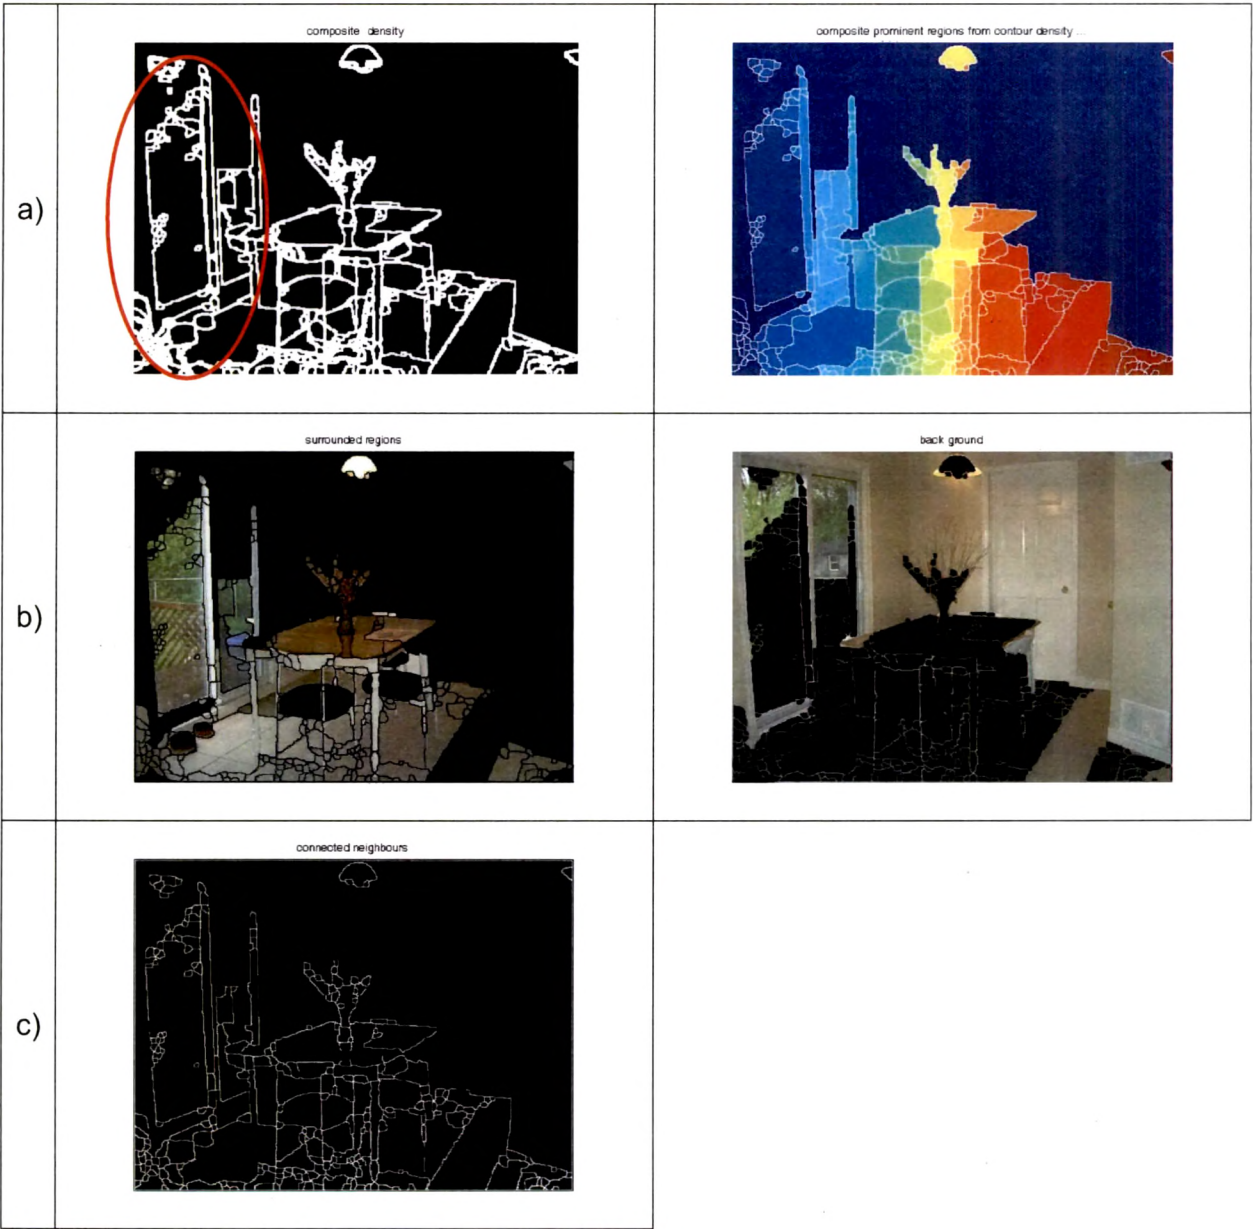 a)
composite density
composite prominent regions from contour density ...
b)
surrounded regions
back ground
c)
connected neighbours